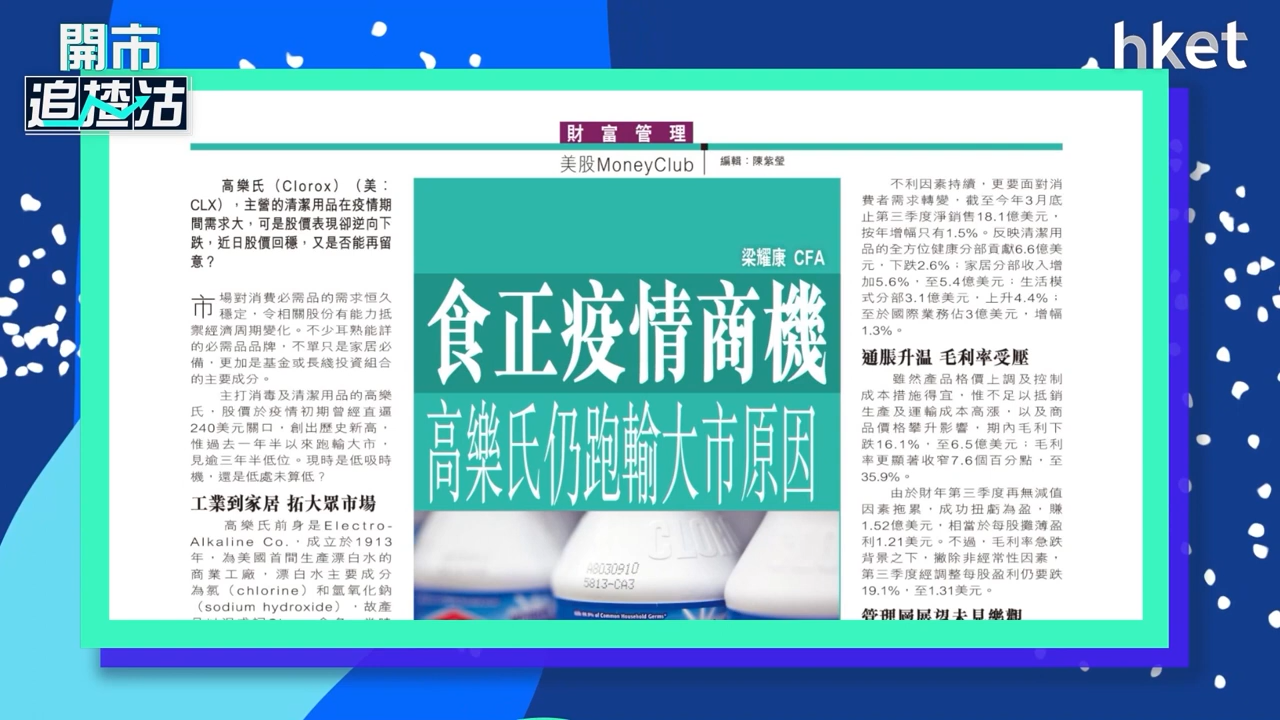 開市
追揸沽
hket
財富管理
美股MoneyClub
編輯：陳紫瑩
高樂氏（Clorox）（美：
CLX），主營的清潔用品在疫情期
間需求大，可是股價表現卻逆向下
跌，近日股價回穩，又是否能再留
意？
市場對消費必需品的需求恒久
穩定，令相關股份有能力抵
禦經濟周期變化。不少耳熟能詳
的必需品品牌，不單只是家居必
備，更加是基金或長綫投資組合
的主要成分。
主打消毒及清潔用品的高樂
氏，股價於疫情初期曾經直逼
240美元關口，創出歷史新高，
惟過去一年半以來跑輸大市，
見逾三年半低位。現時是低吸時
機，還是低處未算低？
工業到家居 拓大眾市場
高樂氏前身是Electro-
Alkaline Co.，成立於1913
年，為美國首間生產漂白水的
商業工廠，漂白水主要成分
為氯（chlorine）和氫氧化鈉
（sodium hydroxide），故產
梁耀康 CFA
食正疫情商機
高樂氏仍跑輸大市原因
CLOR
A8030910
5813-CA3
99.9% of Common Household Germs*
不利因素持續，更要面對消
費者需求轉變，截至今年3月底
止第三季度淨銷售18.1億美元，
按年增幅只有1.5%。反映清潔用
品的全方位健康分部貢獻6.6億美
元，下跌2.6%；家居分部收入增
加5.6%，至5.4億美元；生活模
式分部3.1億美元，上升4.4%；
至於國際業務佔3億美元，增幅
1.3%。
通脹升温 毛利率受壓
雖然產品格價上調及控制
成本措施得宜，惟不足以抵銷
生產及運輸成本高漲，以及商
品價格攀升影響，期內毛利下
跌16.1%，至6.5億美元；毛利
率更顯著收窄7.6個百分點，至
35.9%。
由於財年第三季度再無減值
因素拖累，成功扭虧為盈，賺
1.52億美元，相當於每股攤薄盈
利1.21美元。不過，毛利率急跌
背景之下，撇除非經常性因素，
第三季度經調整每股盈利仍要跌
19.1%，至1.31美元。
管理層展望未見樂觀